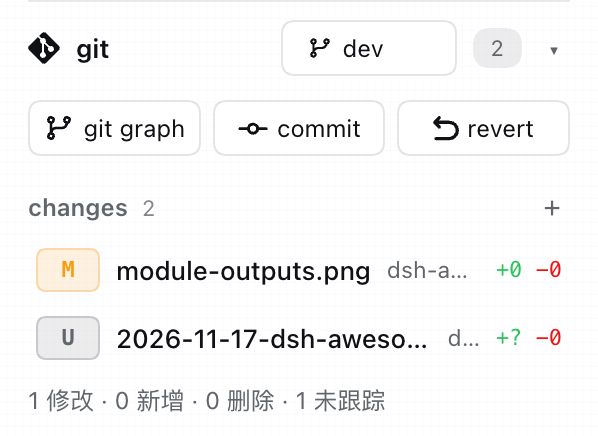 git dev 2 ▾
git graph commit revert
changes 2 +
M module-outputs.png dsh-a... +0 −0
U 2026-11-17-dsh-aweso... d... +? −0
1 修改 · 0 新增 · 0 删除 · 1 未跟踪